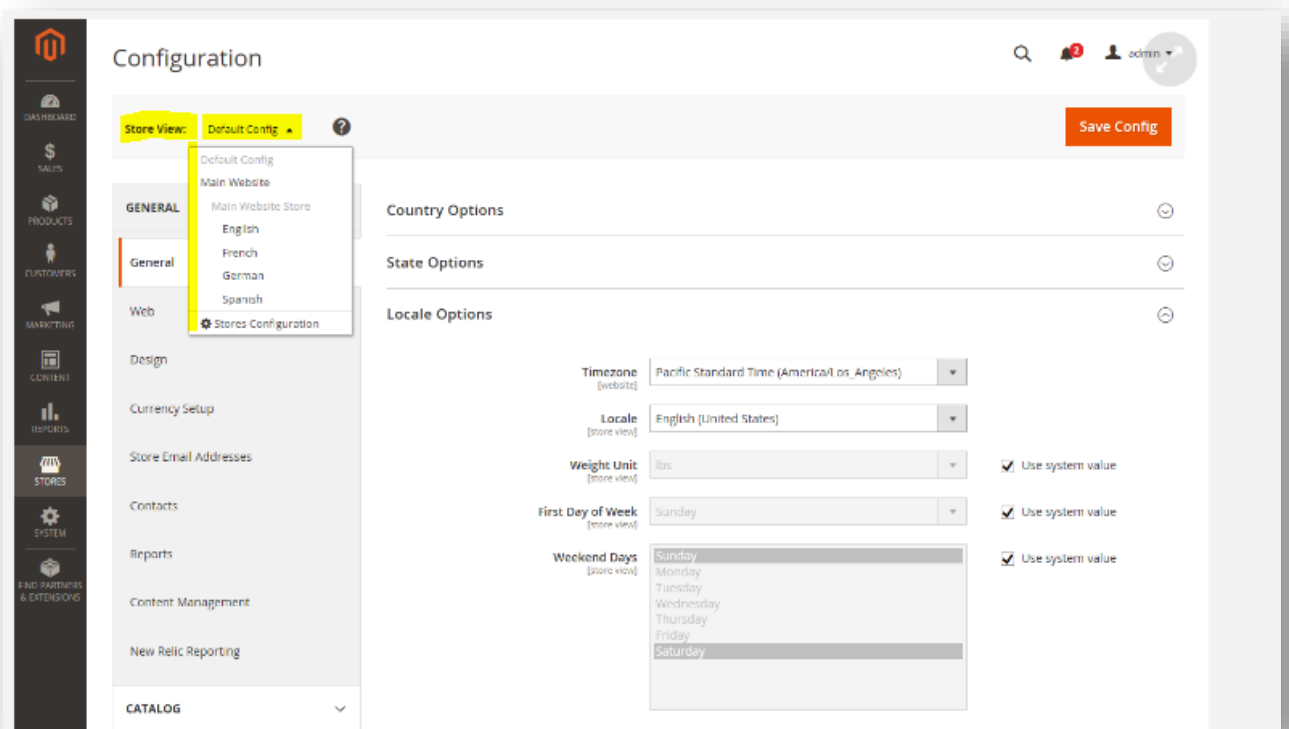 Configuration
2
admin
DASHBOARD
SALES
PRODUCTS
CUSTOMERS
MARKETING
CONTENT
REPORTS
STORES
SYSTEM
FIND PARTNERS
& EXTENSIONS
Store View: Default Config ?
Save Config
Default Config
Main Website
Main Website Store
English
French
German
Spanish
Stores Configuration
GENERAL
General
Web
Design
Currency Setup
Store Email Addresses
Contacts
Reports
Content Management
New Relic Reporting
CATALOG
Country Options
State Options
Locale Options
Timezone Pacific Standard Time (America/Los_Angeles)
[website]
Locale English (United States)
[store view]
Weight Unit lbs Use system value
[store view]
First Day of Week Sunday Use system value
[store view]
Weekend Days Sunday Use system value
[store view]
Monday
Tuesday
Wednesday
Thursday
Friday
Saturday